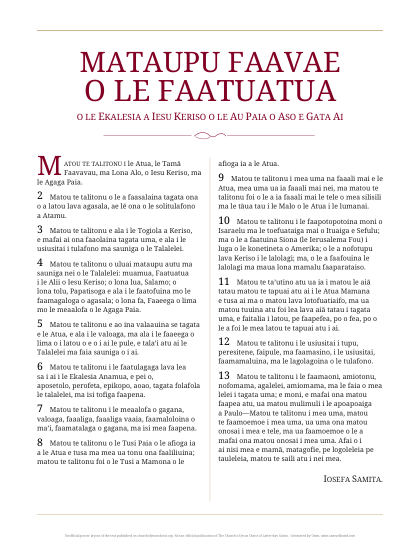 MATAUPU FAAVAE
O LE FAATUATUA
O LE EKALESIA A IESU KERISO O LE AU PAIA O ASO E GATA AI
MATOU TE TALITONU i le Atua, le Tamā
Faavavau, ma Lona Alo, o Iesu Keriso, ma
le Agaga Paia.
2 Matou te talitonu o le a faasalaina tagata ona
o a latou lava agasala, ae lē ona o le solitulafono
a Atamu.
3 Matou te talitonu e ala i le Togiola a Keriso,
e mafai ai ona faaolaina tagata uma, e ala i le
usiusitai i tulafono ma sauniga o le Talalelei.
4 Matou te talitonu o uluai mataupu autu ma
sauniga nei o le Talalelei: muamua, Faatuatua
i le Alii o Iesu Keriso; o lona lua, Salamo; o
lona tolu, Papatisoga e ala i le faatofuina mo le
faamagaloga o agasala; o lona fa, Faaeega o lima
mo le meaalofa o le Agaga Paia.
5 Matou te talitonu e ao ina valaauina se tagata
e le Atua, e ala i le valoaga, ma ala i le faaeega o
lima o i latou o e o i ai le pule, e tala'i atu ai le
Talalelei ma faia sauniga o i ai.
6 Matou te talitonu i le faatulagaga lava lea
sa i ai i le Ekalesia Anamua, e pei o,
aposetolo, perofeta, epikopo, aoao, tagata folafola
le talalelei, ma isi tofiga faapena.
7 Matou te talitonu i le meaalofa o gagana,
valoaga, faaaliga, faaaliga vaaia, faamaloloina o
ma'i, faamatalaga o gagana, ma isi mea faapena.
8 Matou te talitonu o le Tusi Paia o le afioga ia
a le Atua e tusa ma mea ua tonu ona faaliliuina;
matou te talitonu foi o le Tusi a Mamona o le
afioga ia a le Atua.
9 Matou te talitonu i mea uma na faaali mai e le
Atua, mea uma ua ia faaali mai nei, ma matou te
talitonu foi o le a ia faaali mai le tele o mea silisili
ma le tāua tau i le Malo o le Atua i le lumanai.
10 Matou te talitonu i le faapotopotoina moni o
Isaraelu ma le toefuataiga mai o Ituaiga e Sefulu;
ma o le a faatuina Siona (le Ierusalema Fou) i
luga o le konetineta o Amerika; o le a nofotupu
lava Keriso i le lalolagi; ma, o le a faafouina le
lalolagi ma maua lona mamalu faaparataiso.
11 Matou te ta'utino atu ua ia i matou le aiā
tatau matou te tapuai atu ai i le Atua Mamana
e tusa ai ma o matou lava lotofuatiaifo, ma ua
matou tuuina atu foi lea lava aiā tatau i tagata
uma, e faitalia i latou, pe faapefea, po o fea, po o
le a foi le mea latou te tapuai atu i ai.
12 Matou te talitonu i le usiusitai i tupu,
peresitene, faipule, ma faamasino, i le usiusitai,
faamamaluina, ma le lagolagoina o le tulafono.
13 Matou te talitonu i le faamaoni, amiotonu,
nofomama, agalelei, amiomama, ma le faia o mea
lelei i tagata uma; e moni, e mafai ona matou
faapea atu, ua matou mulimuli i le apoapoaiga
a Paulo—Matou te talitonu i mea uma, matou
te faamoemoe i mea uma, ua uma ona matou
onosai i mea e tele, ma ua faamoemoe o le a
mafai ona matou onosai i mea uma. Afai o i
ai nisi mea e mamā, matagofie, pe logoleleia pe
tauleleia, matou te saili atu i nei mea.
IOSEFA SAMITA.